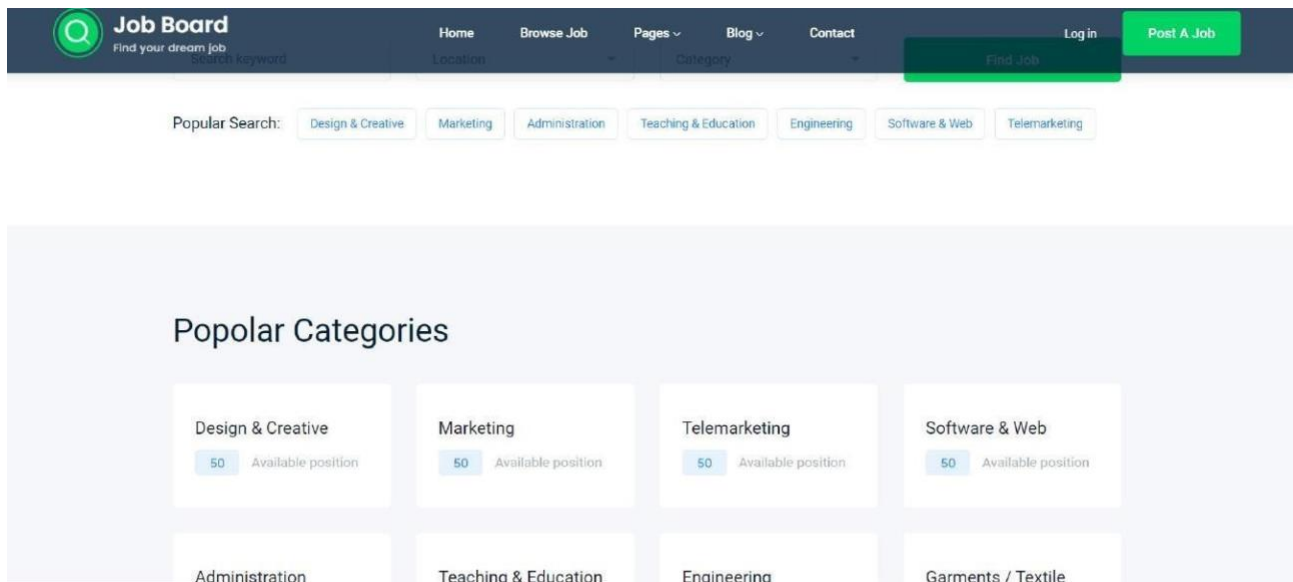 Job Board
Find your dream job
Home Browse Job Pages Blog Contact Log in Post A Job
Search keyword Location Category Find Job
Popular Search: Design & Creative Marketing Administration Teaching & Education Engineering Software & Web Telemarketing
Popolar Categories
Design & Creative Marketing Telemarketing Software & Web
50 Available position 50 Available position 50 Available position 50 Available position
Administration Teaching & Education Engineering Garments / Textile